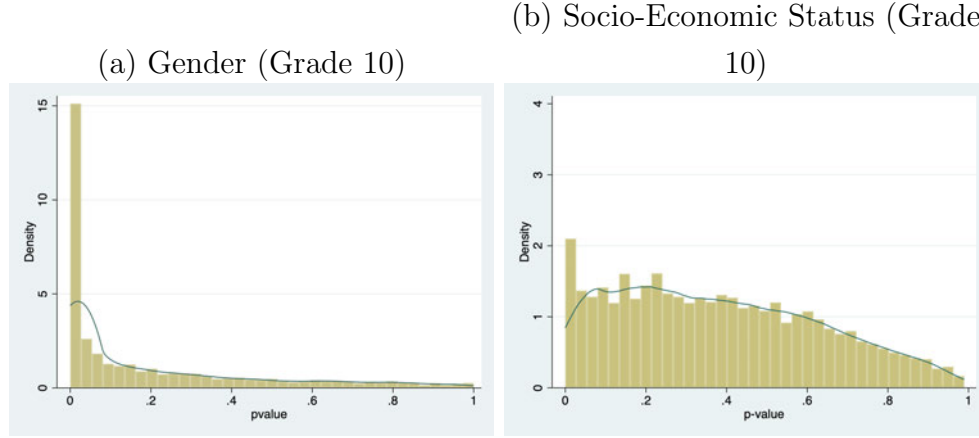 (a) Gender (Grade 10)
15
10
5
0
Density
0 .2 .4 .6 .8 1
pvalue
(b) Socio-Economic Status (Grade
10)
4
3
2
1
0
Density
0 .2 .4 .6 .8 1
p-value